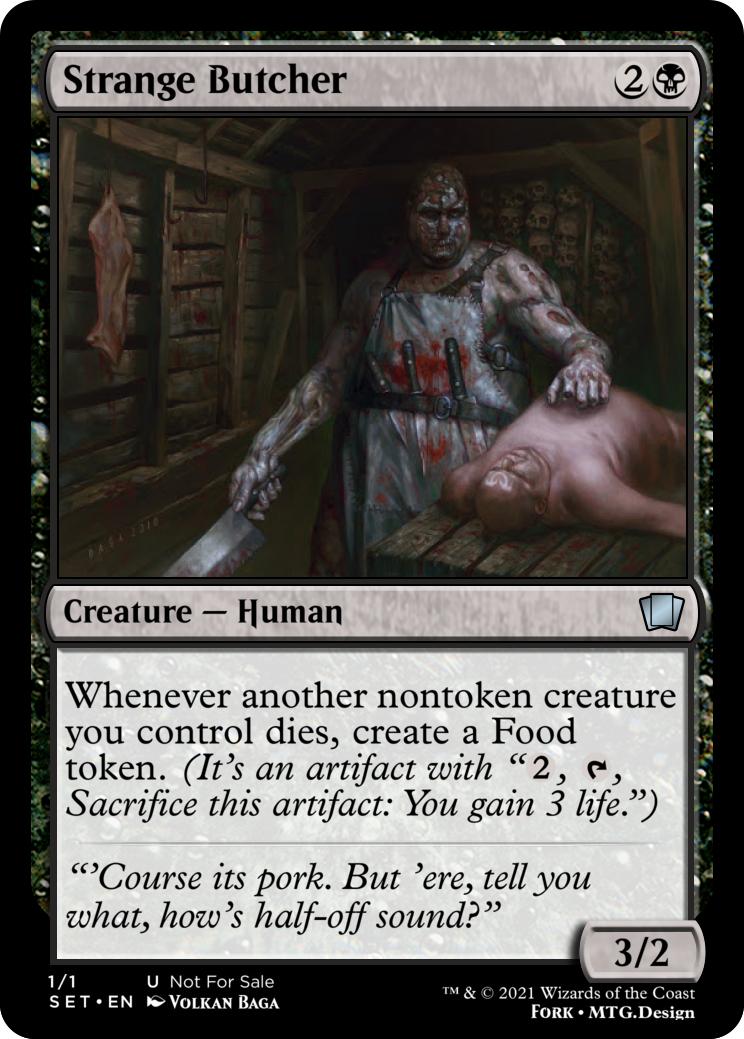 Strange Butcher 2
BAGA 2010
Creature — Human
Whenever another nontoken creature
you control dies, create a Food
token. (It's an artifact with “2, ,
Sacrifice this artifact: You gain 3 life.”)
“’Course its pork. But ’ere, tell you
what, how’s half-off sound?”
3/2
1/1 U Not For Sale
SET • EN VOLKAN BAGA
™ & © 2021 Wizards of the Coast
FORK • MTG.Design